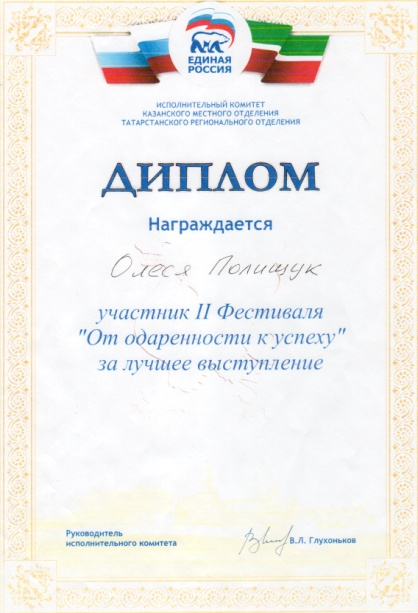 ЕДИНАЯ
РОССИЯ
ИСПОЛНИТЕЛЬНЫЙ КОМИТЕТ
КАЗАНСКОГО МЕСТНОГО ОТДЕЛЕНИЯ
ТАТАРСТАНСКОГО РЕГИОНАЛЬНОГО ОТДЕЛЕНИЯ
ДИПЛОМ
Награждается
Олеся Полищук
участник II Фестиваля
"От одаренности к успеху"
за лучшее выступление
Руководитель
исполнительного комитета
В.Л. Глухоньков